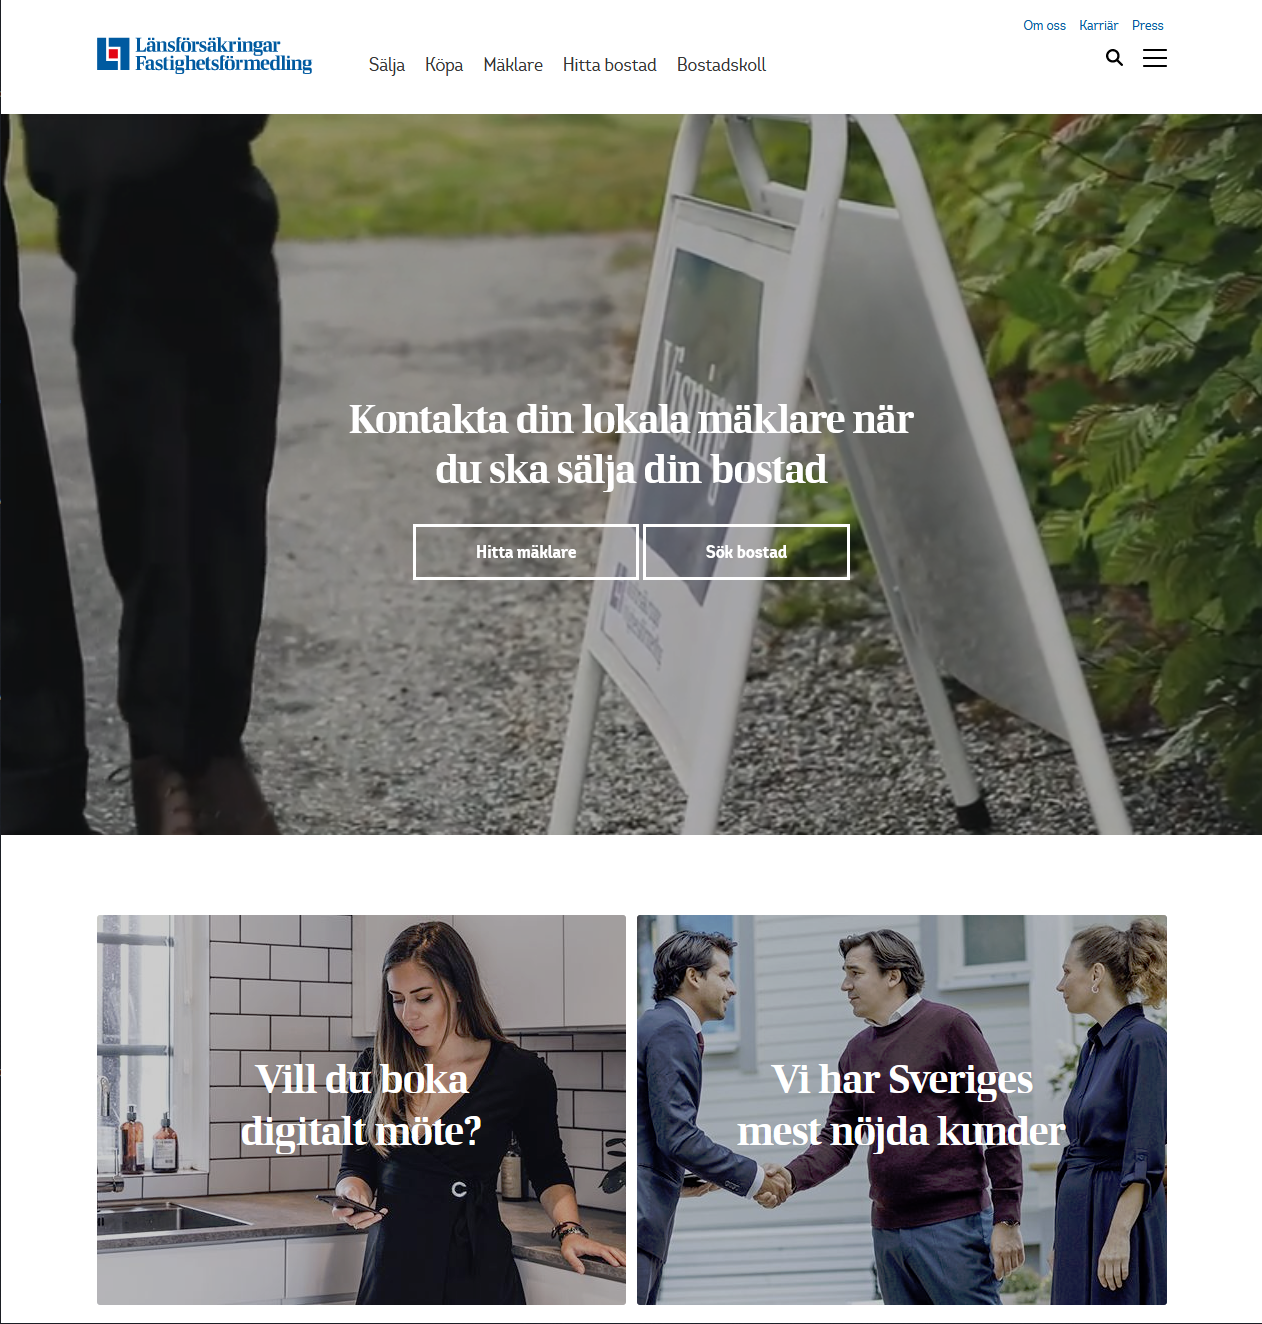 Om oss Karriär Press
Länsförsäkringar
Fastighetsförmedling
Sälja Köpa Mäklare Hitta bostad Bostadskoll
Visning
Kontakta din lokala mäklare när
du ska sälja din bostad
Hitta mäklare Sök bostad
Vill du boka
digitalt möte?
Vi har Sveriges
mest nöjda kunder